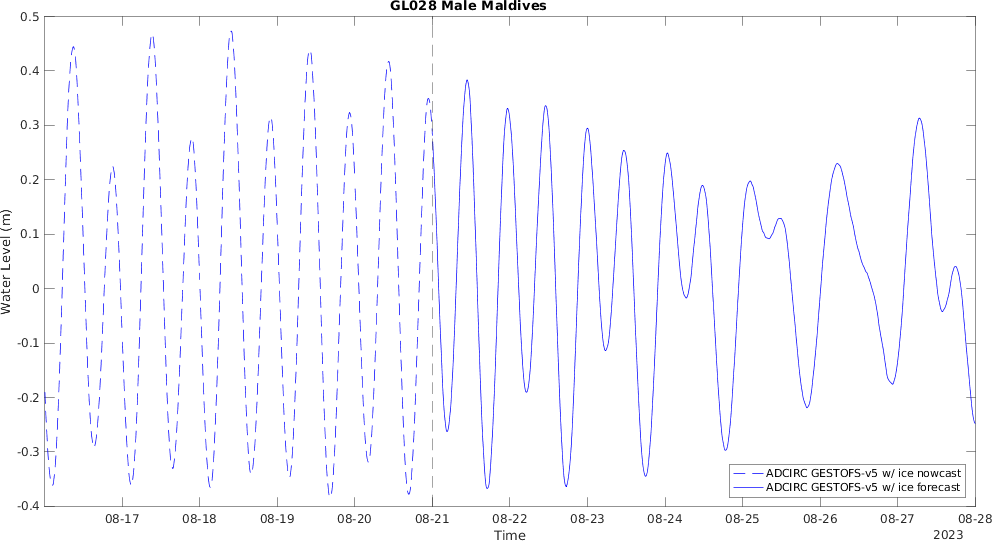 GL028 Male Maldives
0.5
0.4
0.3
0.2
0.1
0
-0.1
-0.2
-0.3
-0.4
Water Level (m)
08-17 08-18 08-19 08-20 08-21 08-22 08-23 08-24 08-25 08-26 08-27 08-28
Time
2023
ADCIRC GESTOFS-v5 w/ ice nowcast
ADCIRC GESTOFS-v5 w/ ice forecast